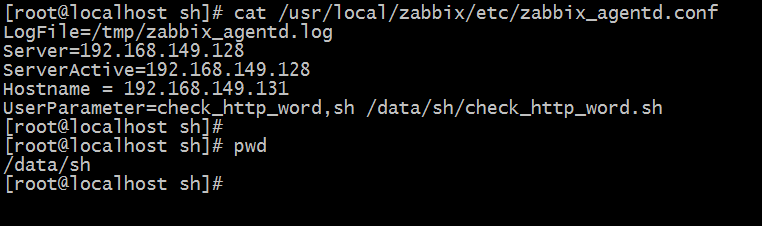 [root@localhost sh]# cat /usr/local/zabbix/etc/zabbix_agentd.conf
LogFile=/tmp/zabbix_agentd.log
Server=192.168.149.128
ServerActive=192.168.149.128
Hostname = 192.168.149.131
UserParameter=check_http_word,sh /data/sh/check_http_word.sh
[root@localhost sh]#
[root@localhost sh]# pwd
/data/sh
[root@localhost sh]#